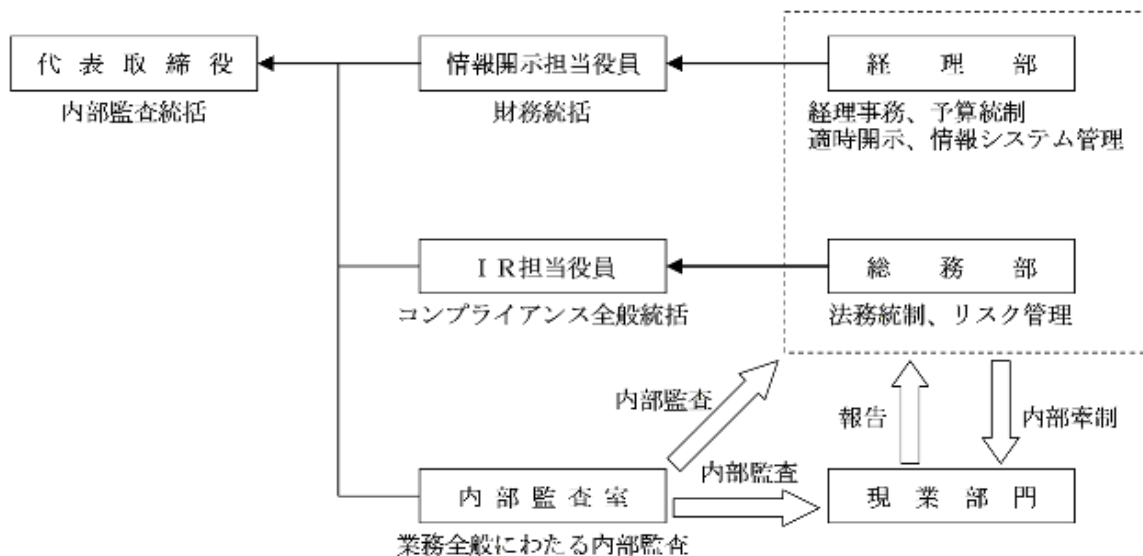 代表取締役
内部監査統括
情報開示担当役員
財務統括
経理部
経理事務、予算統制
適時開示、情報システム管理
ＩＲ担当役員
コンプライアンス全般統括
総務部
法務統制、リスク管理
内部監査
報告
内部牽制
内部監査
内部監査室
業務全般にわたる内部監査
現業部門